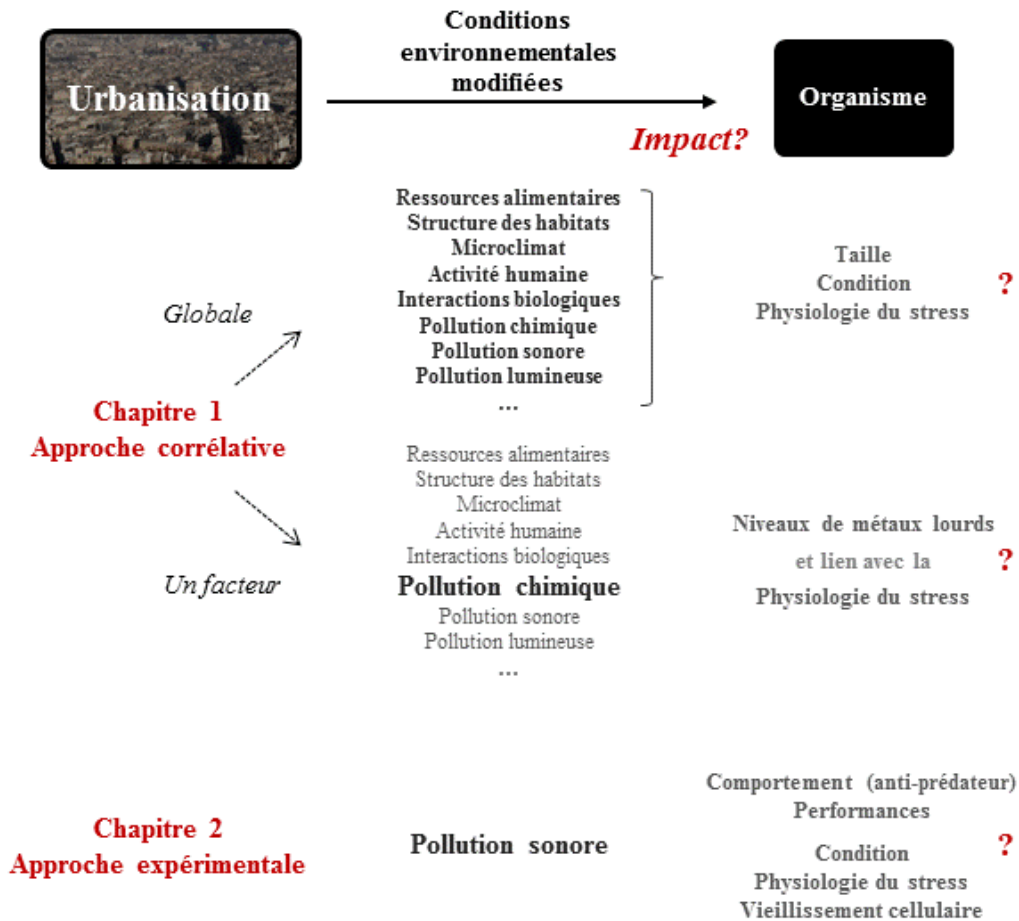 Urbanisation
Conditions
environnementales
modifiées
Impact?
Organisme
Globale
Ressources alimentaires
Structure des habitats
Microclimat
Activité humaine
Interactions biologiques
Pollution chimique
Pollution sonore
Pollution lumineuse
...
Taille
Condition
Physiologie du stress
?
Chapitre 1
Approche corrélative
Un facteur
Ressources alimentaires
Structure des habitats
Microclimat
Activité humaine
Interactions biologiques
Pollution chimique
Pollution sonore
Pollution lumineuse
...
Niveaux de métaux lourds
et lien avec la
Physiologie du stress
?
Chapitre 2
Approche expérimentale
Pollution sonore
Comportement (anti-prédateur)
Performances
Condition
Physiologie du stress
Vieillissement cellulaire
?